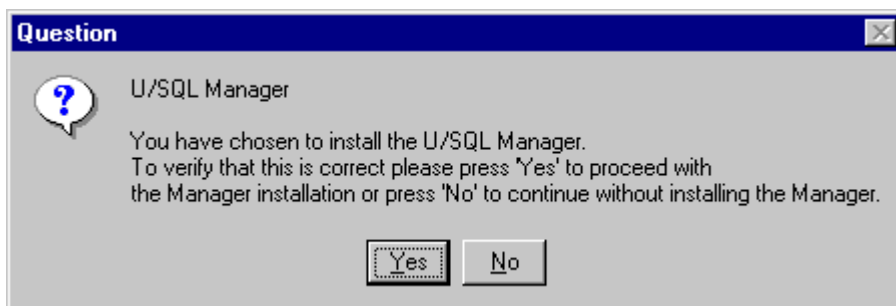 Question
U/SQL Manager
You have chosen to install the U/SQL Manager.
To verify that this is correct please press 'Yes' to proceed with
the Manager installation or press 'No' to continue without installing the Manager.
Yes
No